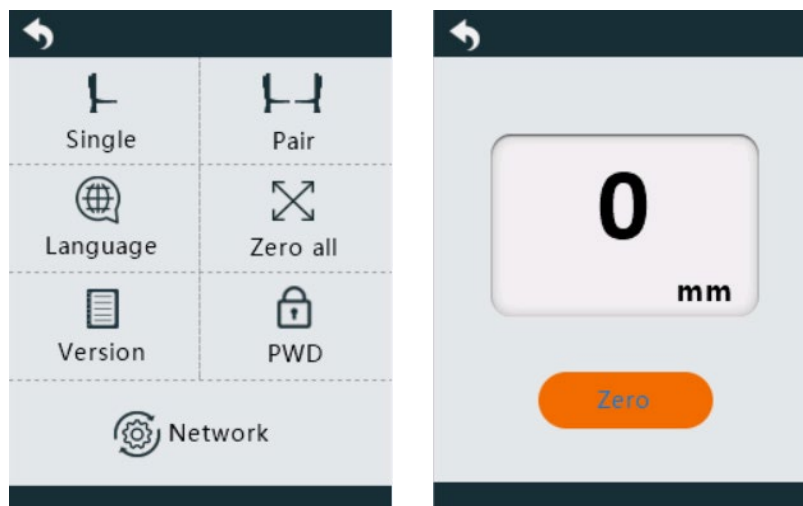 Single
Pair
Language
Zero all
Version
PWD
Network
0
mm
Zero